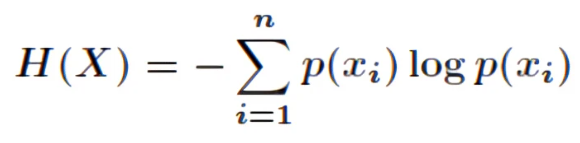 H(X) = − ∑_{i=1}^{n} p(x_i) log p(x_i)